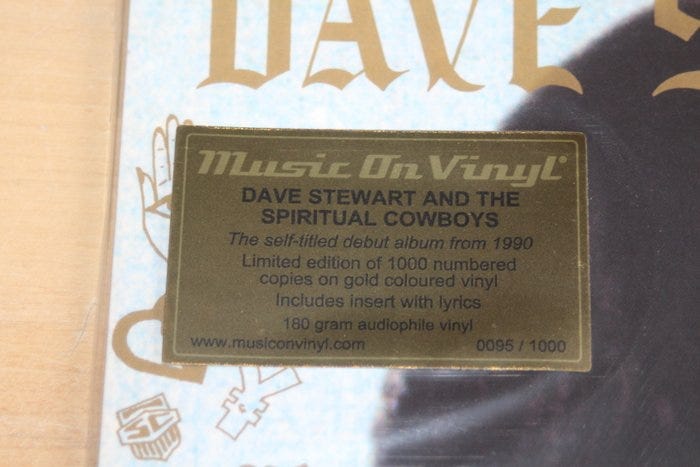 DAVE S
Music On Vinyl®
DAVE STEWART AND THE
SPIRITUAL COWBOYS
The self-titled debut album from 1990
Limited edition of 1000 numbered
copies on gold coloured vinyl
Includes insert with lyrics
180 gram audiophile vinyl
www.musiconvinyl.com 0095 / 1000
SC